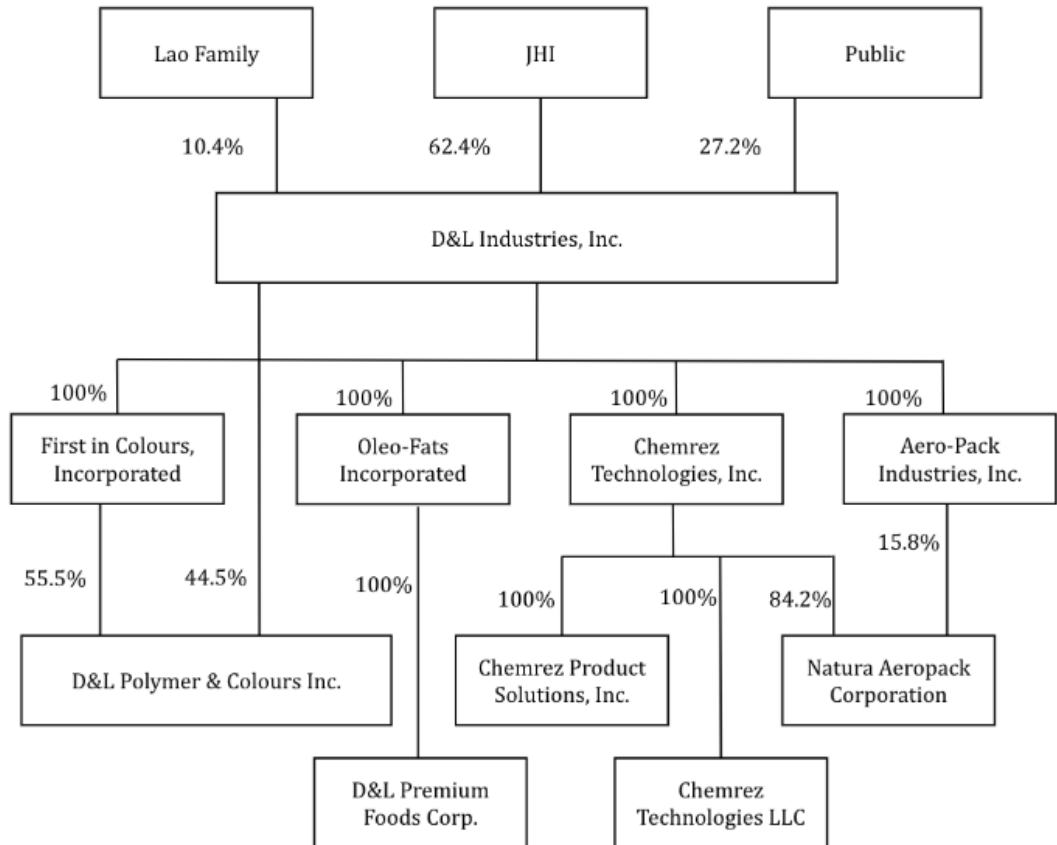 Lao Family
JHI
Public
10.4%
62.4%
27.2%
D&L Industries, Inc.
100%
100%
100%
100%
First in Colours,
Incorporated
Oleo-Fats
Incorporated
Chemrez
Technologies, Inc.
Aero-Pack
Industries, Inc.
55.5%
44.5%
100%
100%
100%
84.2%
15.8%
D&L Polymer & Colours Inc.
Chemrez Product
Solutions, Inc.
Natura Aeropack
Corporation
D&L Premium
Foods Corp.
Chemrez
Technologies LLC